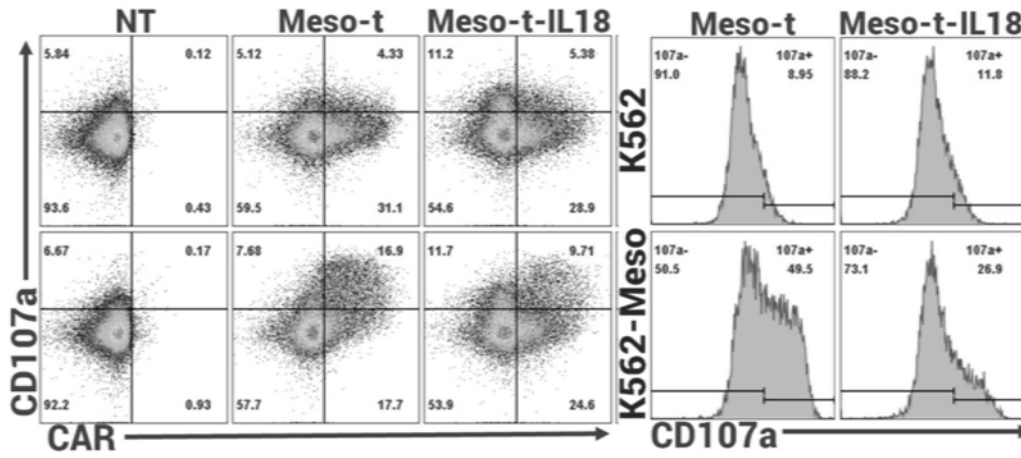 NT Meso-t Meso-t-IL18 Meso-t Meso-t-IL18
5.84 0.12 5.12 4.33 11.2 5.38
107a- 107a+ 107a- 107a+
91.0 8.95 88.2 11.8
K562
93.6 0.43 59.5 31.1 54.6 28.9
6.67 0.17 7.68 16.9 11.7 9.71
107a- 107a+ 107a- 107a+
50.5 49.5 73.1 26.9
K562-Meso
92.2 0.93 57.7 17.7 53.9 24.6
CD107a
CAR CD107a